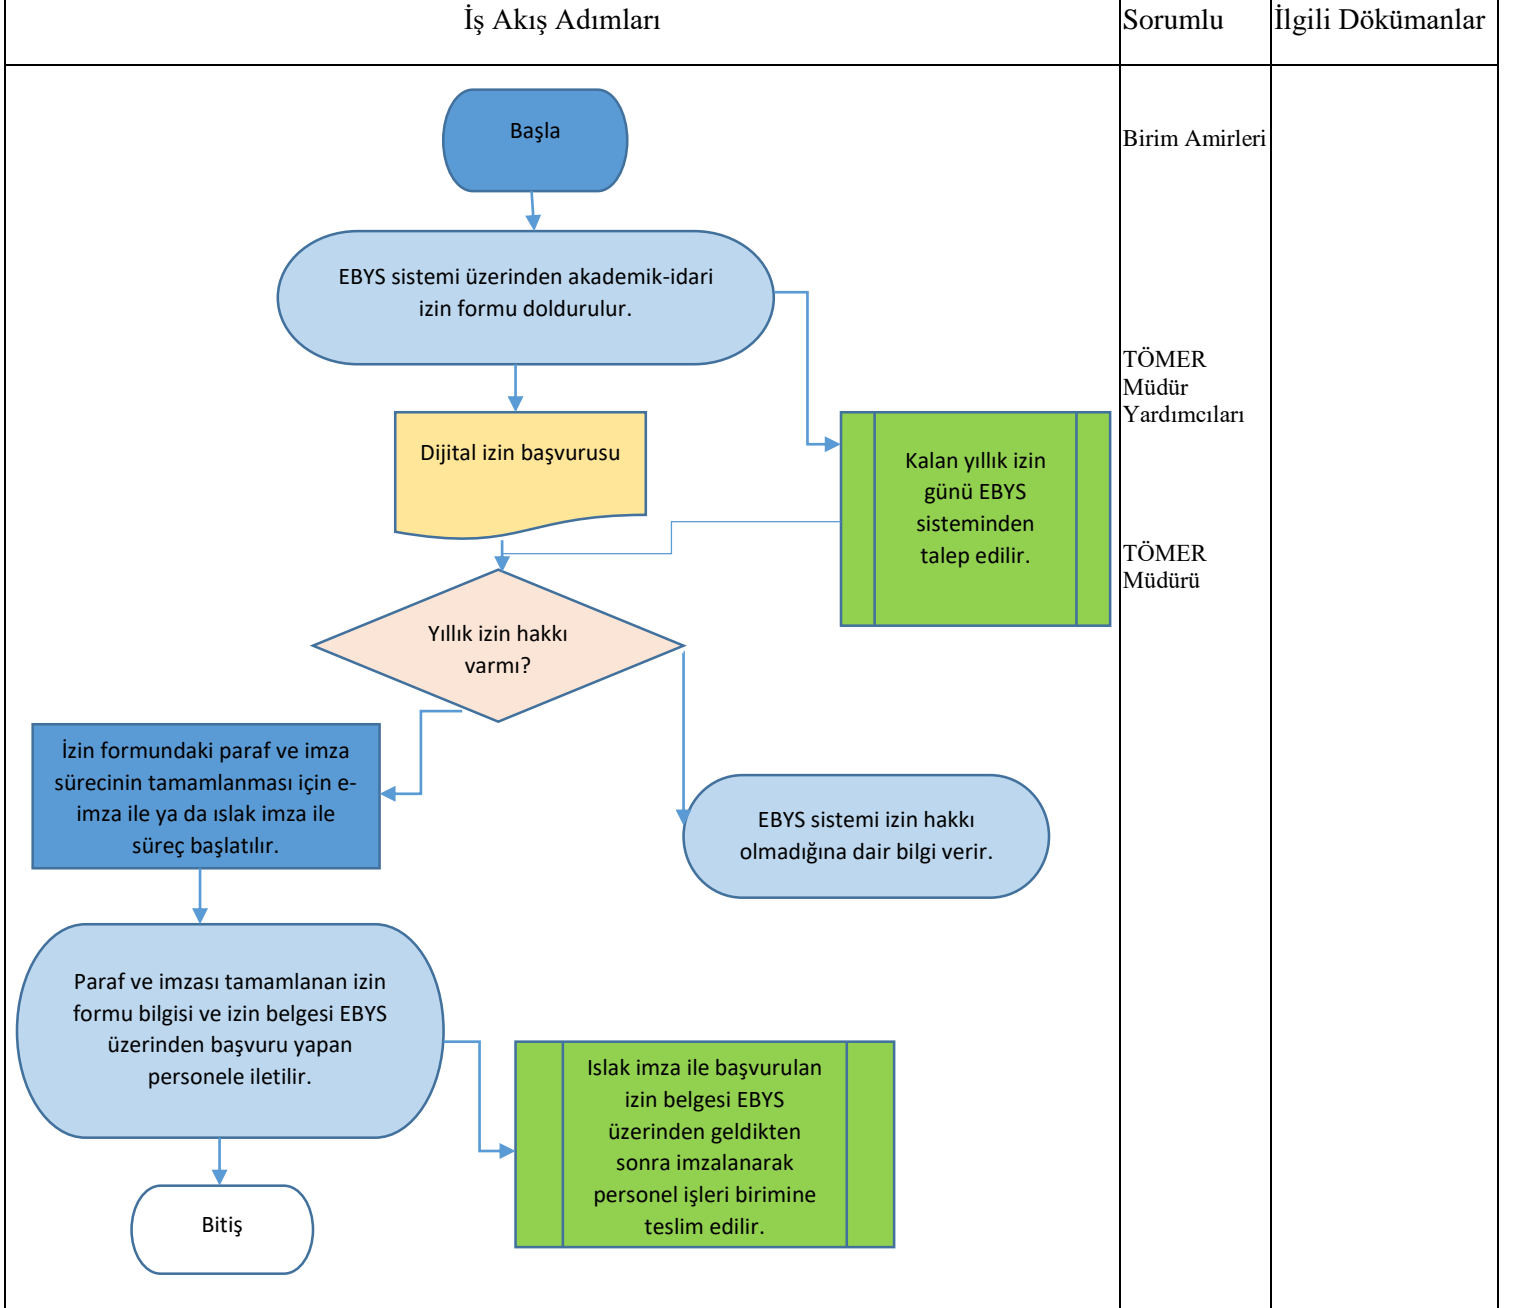 İş Akış Adımları
Sorumlu
İlgili Dökümanlar
Başla
Birim Amirleri
EBYS sistemi üzerinden akademik-idari
izin formu doldurulur.
TÖMER
Müdür
Yardımcıları
Dijital izin başvurusu
Kalan yıllık izin
günü EBYS
sisteminden
talep edilir.
TÖMER
Müdürü
Yıllık izin hakkı
varmı?
İzin formundaki paraf ve imza
sürecinin tamamlanması için e-
imza ile ya da ıslak imza ile
süreç başlatılır.
EBYS sistemi izin hakkı
olmadığına dair bilgi verir.
Paraf ve imzası tamamlanan izin
formu bilgisi ve izin belgesi EBYS
üzerinden başvuru yapan
personele iletilir.
Islak imza ile başvurulan
izin belgesi EBYS
üzerinden geldikten
sonra imzalanarak
personel işleri birimine
teslim edilir.
Bitiş